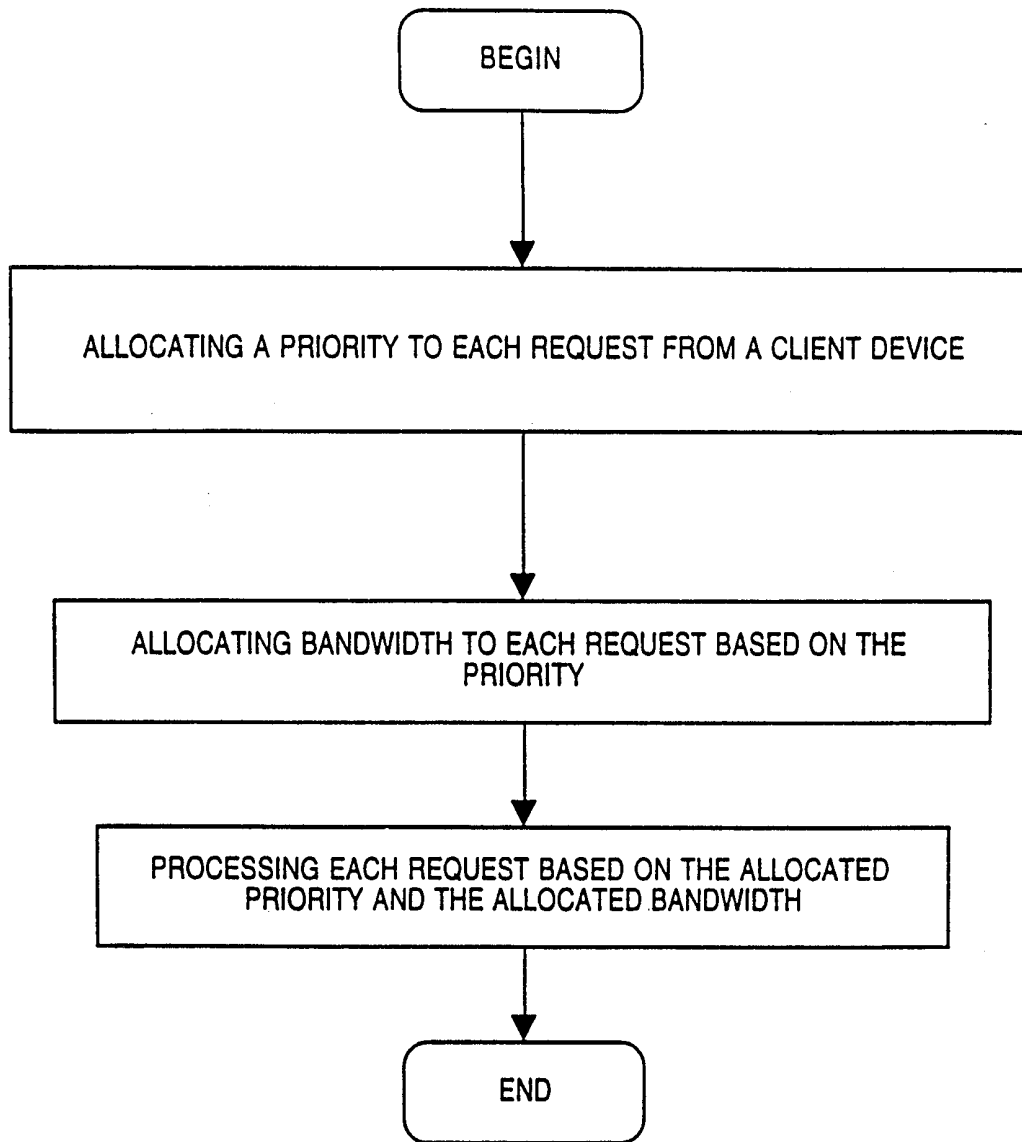 BEGIN
ALLOCATING A PRIORITY TO EACH REQUEST FROM A CLIENT DEVICE
ALLOCATING BANDWIDTH TO EACH REQUEST BASED ON THE
PRIORITY
PROCESSING EACH REQUEST BASED ON THE ALLOCATED
PRIORITY AND THE ALLOCATED BANDWIDTH
END